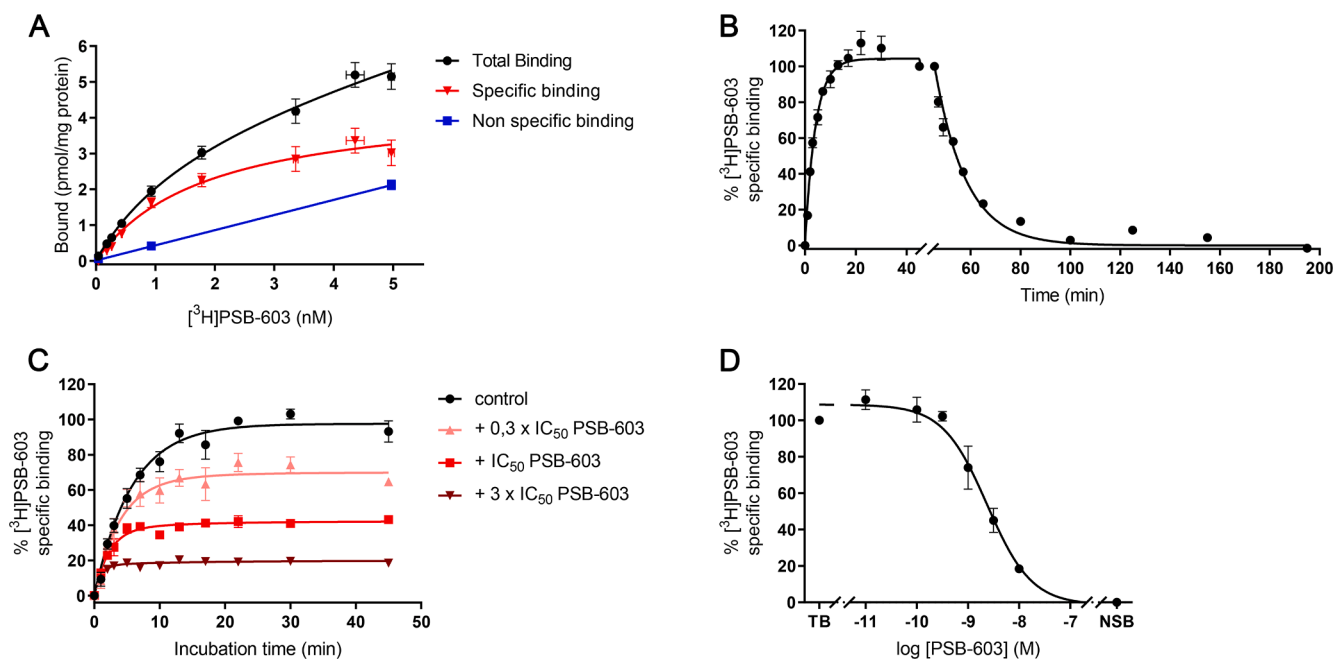 A
Bound (pmol/mg protein)
6
5
4
3
2
1
0
0 1 2 3 4 5
[³H]PSB-603 (nM)
Total Binding
Specific binding
Non specific binding
B
% [³H]PSB-603
specific binding
120
100
80
60
40
20
0
0 20 40 60 80 100 120 140 160 180 200
Time (min)
C
% [³H]PSB-603
specific binding
120
100
80
60
40
20
0
0 10 20 30 40 50
Incubation time (min)
control
+ 0,3 x IC₅₀ PSB-603
+ IC₅₀ PSB-603
+ 3 x IC₅₀ PSB-603
D
% [³H]PSB-603
specific binding
120
100
80
60
40
20
0
TB -11 -10 -9 -8 -7 NSB
log [PSB-603] (M)